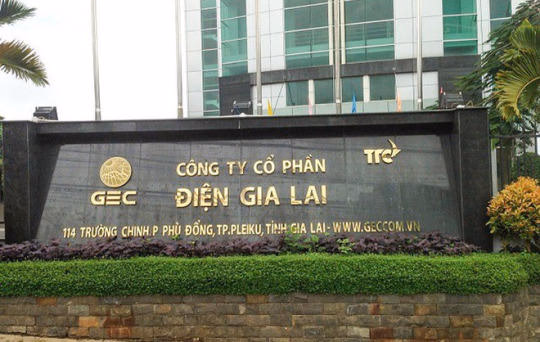 GEC
CÔNG TY CỔ PHẦN
ĐIỆN GIA LAI
TTC
114 TRƯỜNG CHINH.P PHÙ ĐỔNG,TP.PLEIKU,TỈNH GIA LAI-WWW.GECCOM.VN